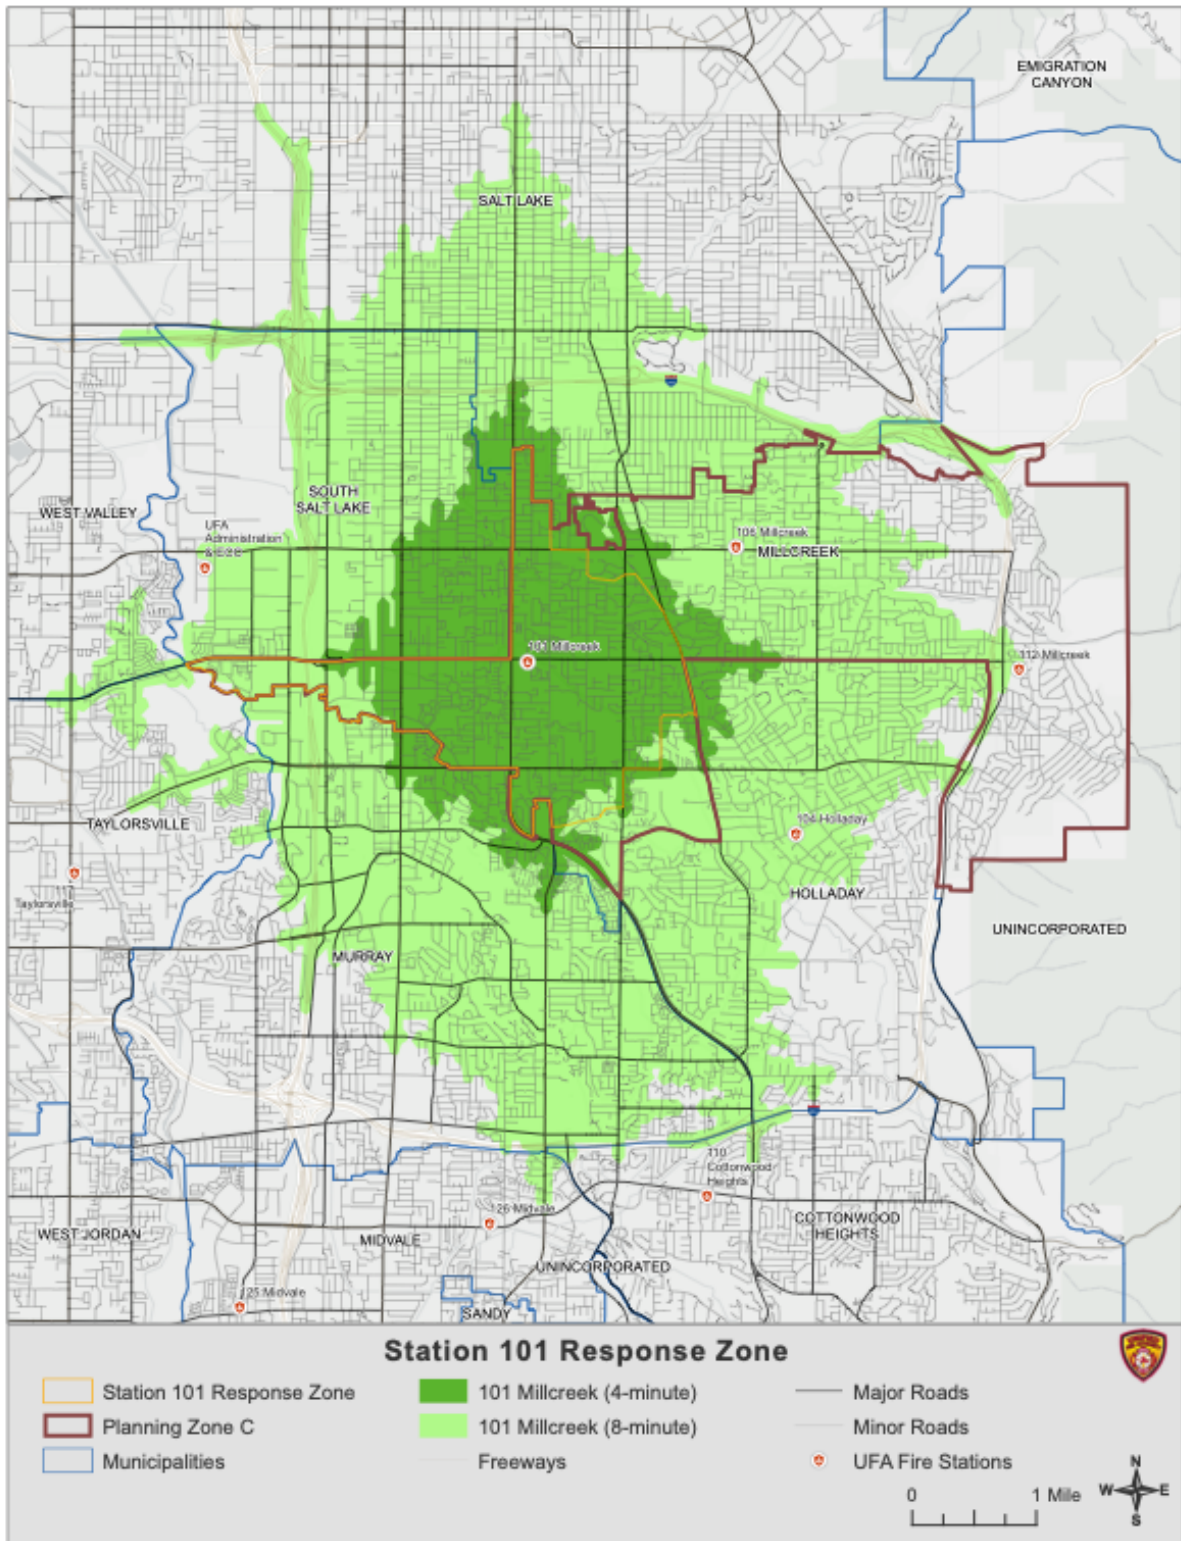 EMIGRATION
CANYON
SALT LAKE
SOUTH
SALT LAKE
WEST VALLEY
UFA
Administration
& ECC
106 Millcreek
MILLCREEK
101 Millcreek
112 Millcreek
TAYLORSVILLE
104 Holladay
117
Taylorsville
HOLLADAY
UNINCORPORATED
MURRAY
110
Cottonwood
Heights
126 Midvale
WEST JORDAN
MIDVALE
COTTONWOOD
HEIGHTS
UNINCORPORATED
125 Midvale
SANDY
Station 101 Response Zone
Station 101 Response Zone
101 Millcreek (4-minute)
Major Roads
Planning Zone C
101 Millcreek (8-minute)
Minor Roads
Municipalities
Freeways
UFA Fire Stations
0
1 Mile
N
W
E
S